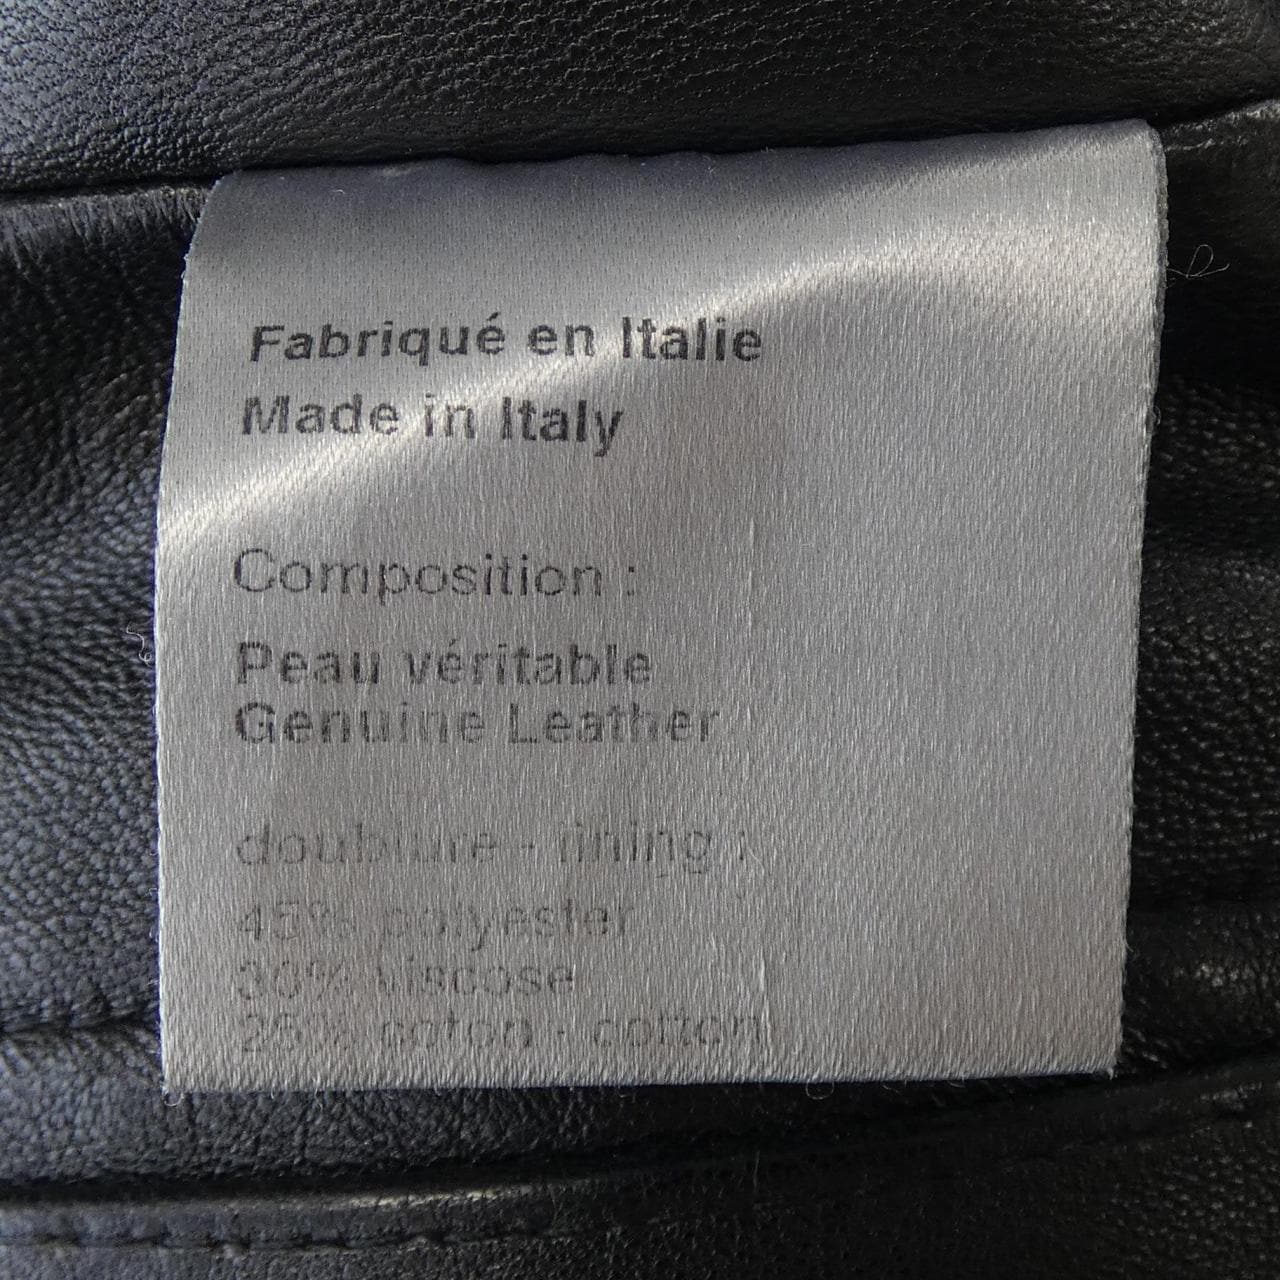 Fabriqué en Italie
Made in Italy
Composition :
Peau véritable
Genuine Leather
doublure - lining :
45% polyester
30% viscose
25% coton - cotton